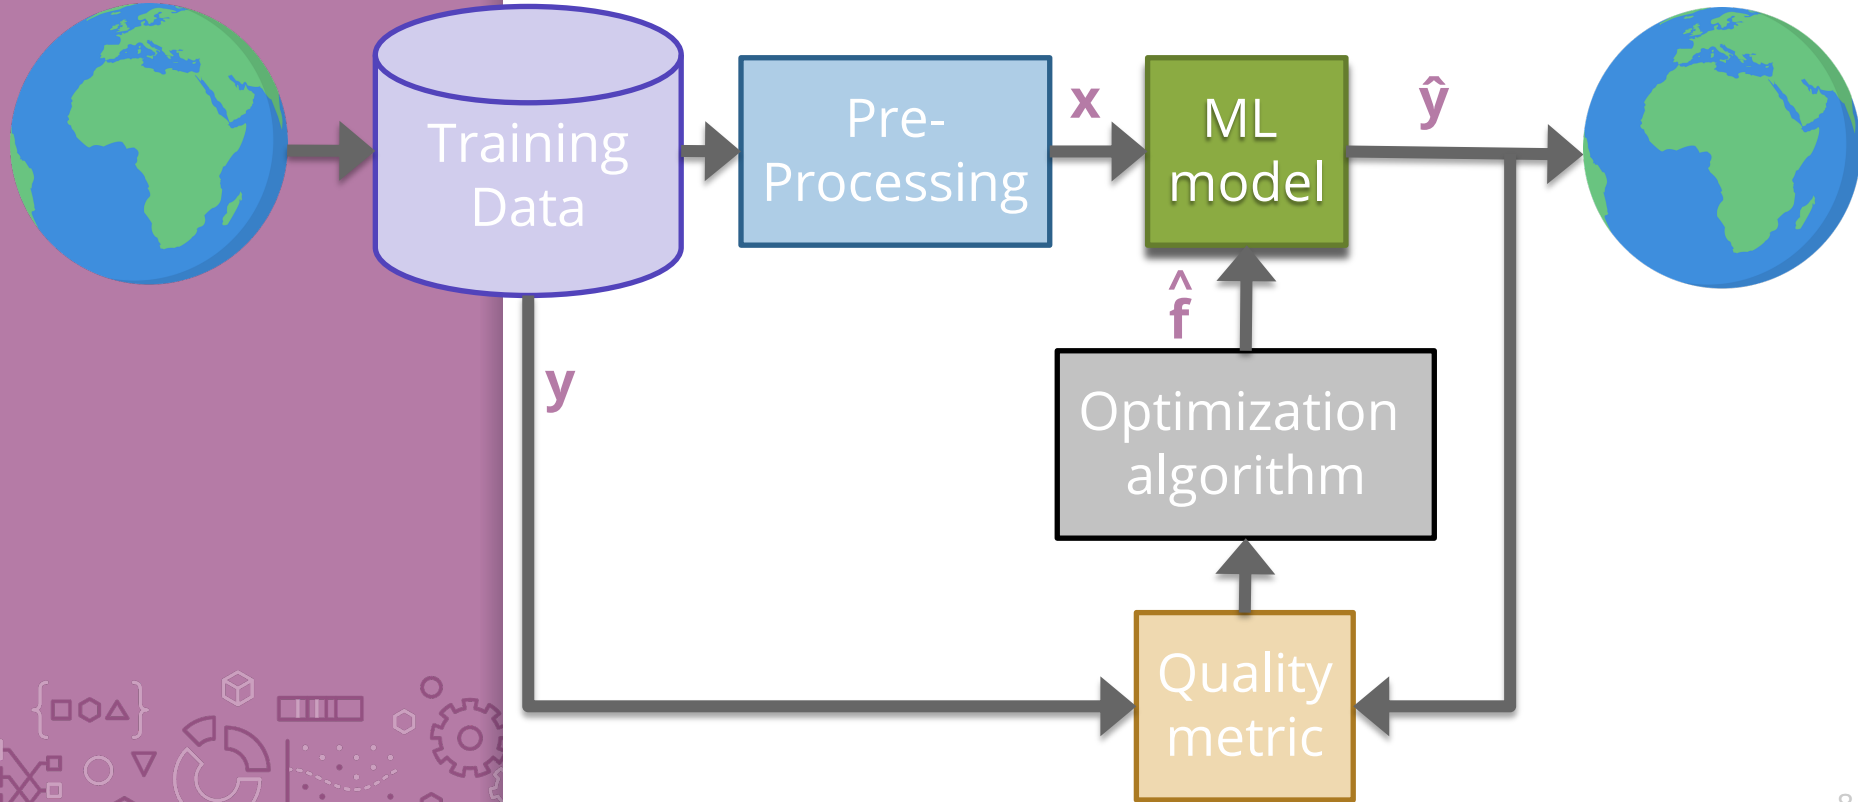 Training
Data
Pre-
Processing
x
ML
model
ŷ
f̂
y
Optimization
algorithm
Quality
metric